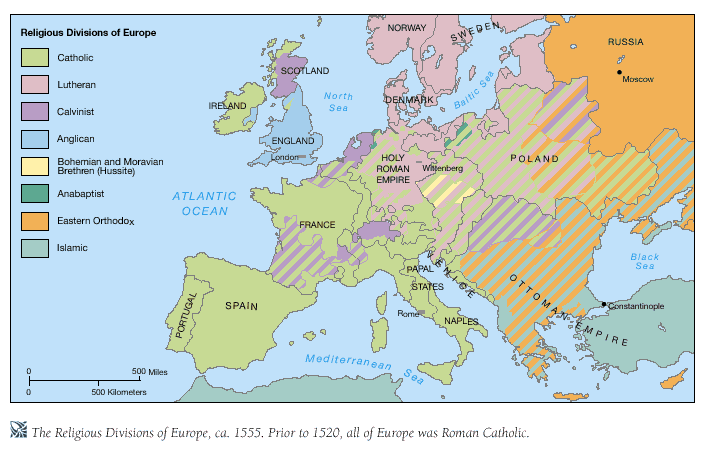 Religious Divisions of Europe
Catholic
Lutheran
Calvinist
Anglican
Bohemian and Moravian
Brethren (Hussite)
Anabaptist
Eastern Orthodox
Islamic
NORWAY
SWEDEN
RUSSIA
Moscow
SCOTLAND
North
Sea
Baltic Sea
IRELAND
DENMARK
ENGLAND
London
HOLY
ROMAN
EMPIRE
Wittenberg
POLAND
ATLANTIC
OCEAN
FRANCE
VENICE
PAPAL
STATES
Black
Sea
OTTOMAN EMPIRE
Constantinople
PORTUGAL
SPAIN
Rome
NAPLES
Mediterranean Sea
0 500 Miles
0 500 Kilometers
The Religious Divisions of Europe, ca. 1555. Prior to 1520, all of Europe was Roman Catholic.